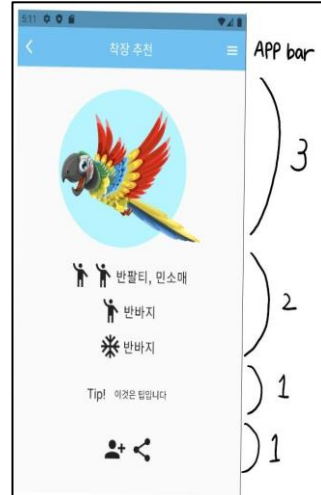 5:11
착장 추천
APP bar
3
반팔티, 민소매
반바지
2
반바지
Tip! 이것은 팁입니다
1
1